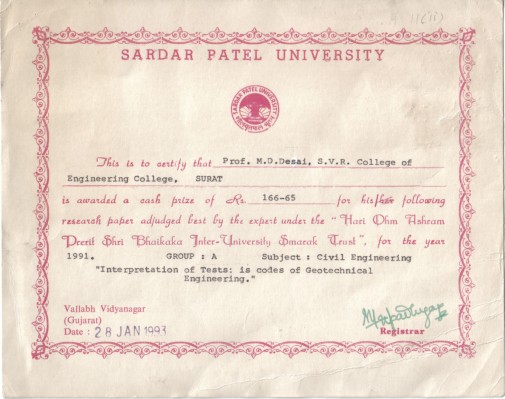 SARDAR PATEL UNIVERSITY
SARDAR PATEL UNIVERSITY
This is to certify that Prof. M.D.Desai, S.V.R. College of
Engineering College, SURAT
is awarded a cash prize of Rs. 166-65 for his/her following
research paper adjudged best by the expert under the "Hari Ohm Ashram
Prerit Shri Bhaikaka Inter-University Smarak Trust", for the year
1991. GROUP : A Subject : Civil Engineering
"Interpretation of Tests: is codes of Geotechnical
Engineering."
Vallabh Vidyanagar
(Gujarat)
Date : 28 JAN 1993
Registrar